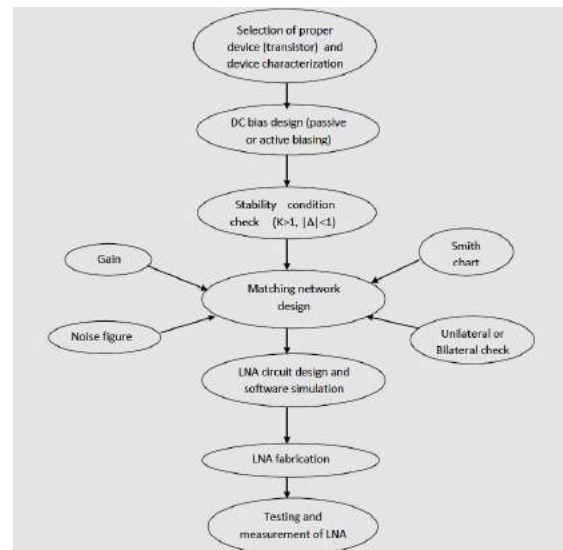 Selection of proper
device (transistor) and
device characterization
DC bias design (passive
or active biasing)
Stability condition
check (K>1, |Δ|<1)
Gain
Smith
chart
Matching network
design
Noise figure
Unilateral or
Bilateral check
LNA circuit design and
software simulation
LNA fabrication
Testing and
measurement of LNA